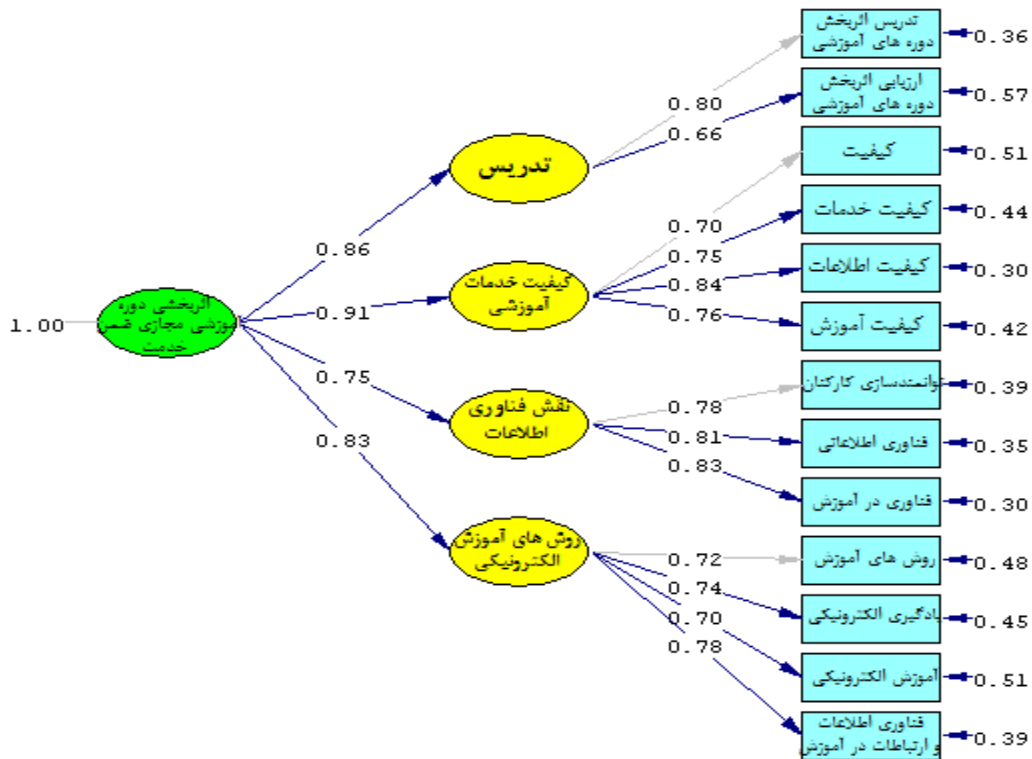 تدریس اثربخش
دوره های آموزشی
0.36
ارزیابی اثربخش
دوره های آموزشی
0.57
کیفیت
0.51
کیفیت خدمات
0.44
کیفیت اطلاعات
0.30
کیفیت آموزش
0.42
توانمندسازی کارکنان
0.39
فناوری اطلاعاتی
0.35
فناوری در آموزش
0.30
روش های آموزش
0.48
یادگیری الکترونیکی
0.45
آموزش الکترونیکی
0.51
فناوری اطلاعات
و ارتباطات در آموزش
0.39
0.80
0.66
0.70
0.75
0.84
0.76
0.78
0.81
0.83
0.72
0.74
0.70
0.78
تدریس
کیفیت خدمات
آموزشی
نقش فناوری
اطلاعات
روش های آموزش
الکترونیکی
0.86
0.91
0.75
0.83
اثربخشی دوره
موزشی مجازی ضمن
خدمت
1.00